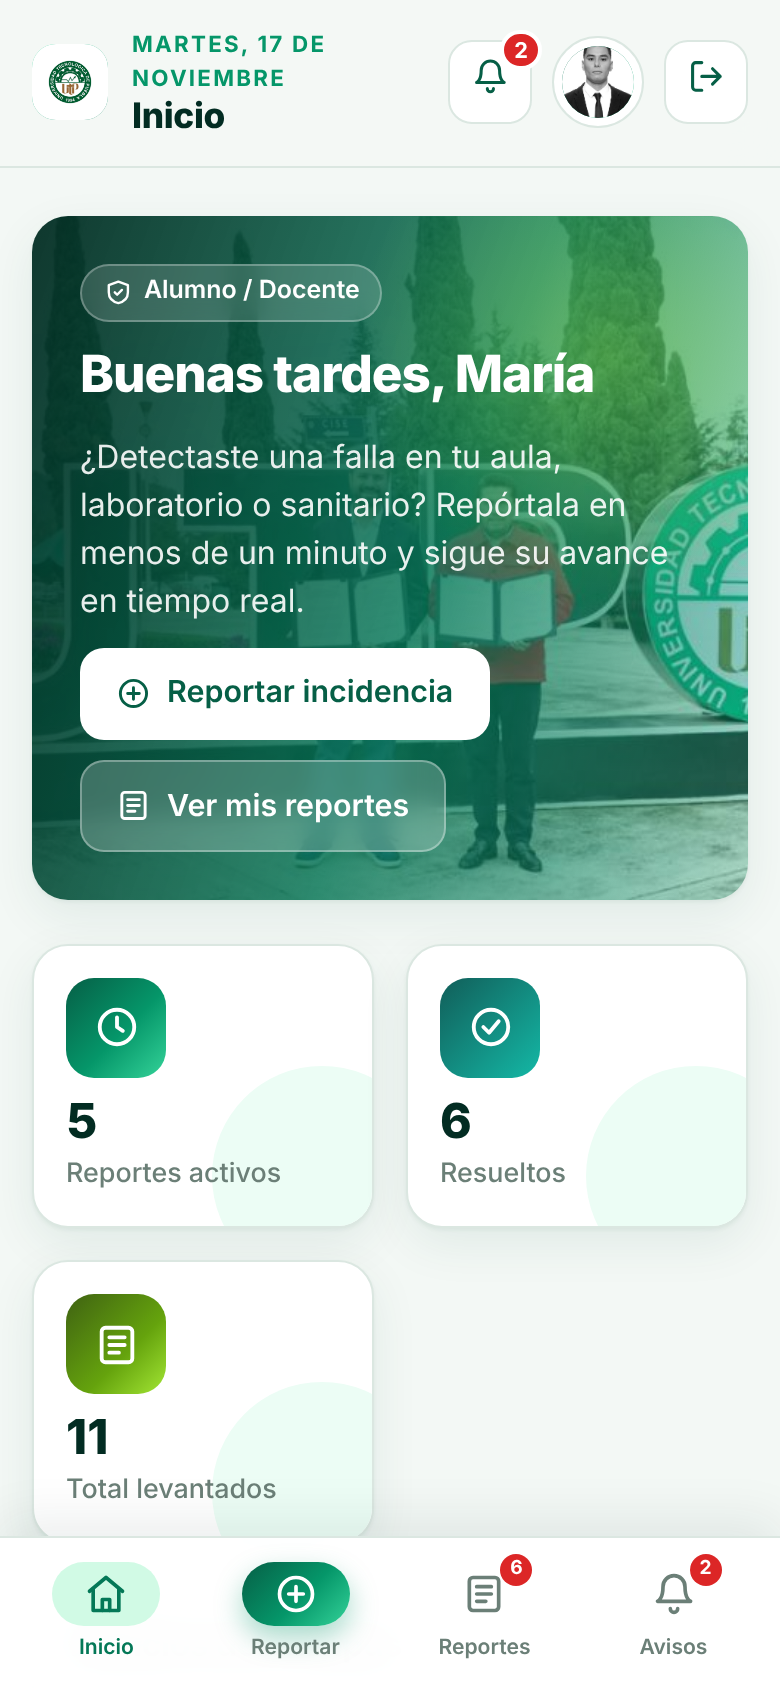 MARTES, 17 DE
NOVIEMBRE
Inicio
2
Alumno / Docente
Buenas tardes, María
¿Detectaste una falla en tu aula,
laboratorio o sanitario? Repórtala en
menos de un minuto y sigue su avance
en tiempo real.
Reportar incidencia
Ver mis reportes
UNIVERSIDAD TECN
5
Reportes activos
6
Resueltos
11
Total levantados
Inicio
Reportar
6
Reportes
2
Avisos